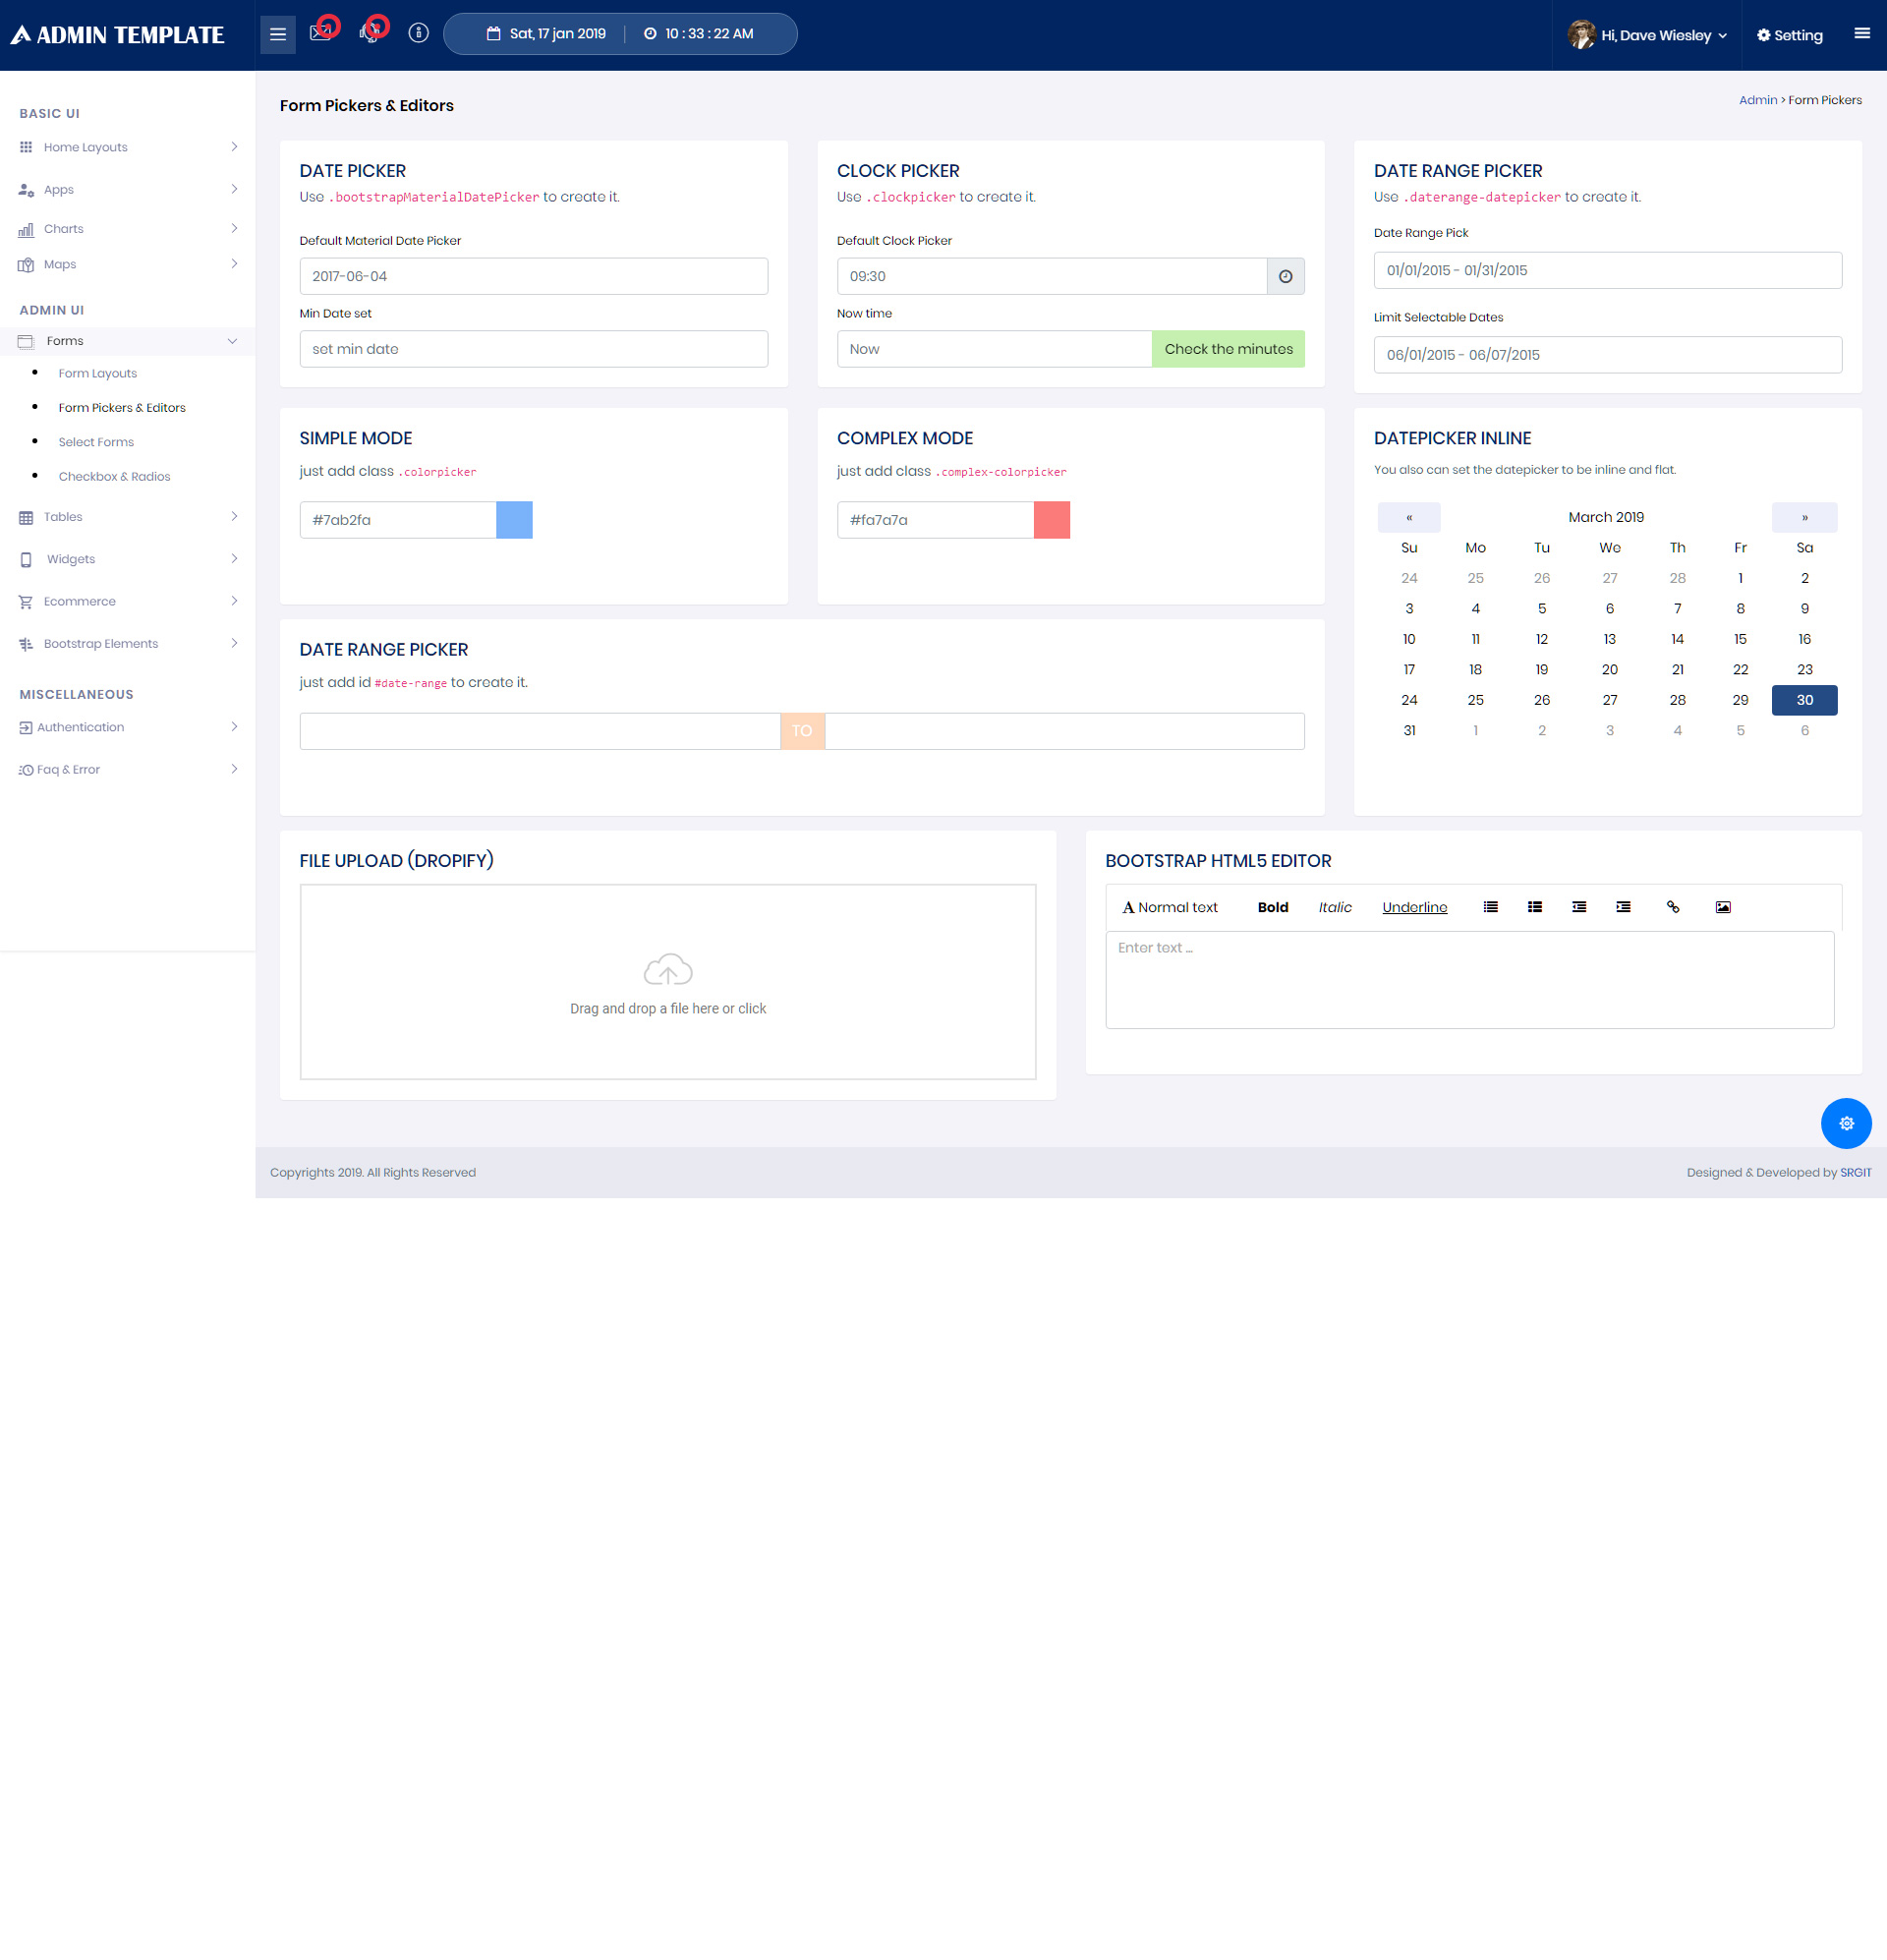 ADMIN TEMPLATE
Sat, 17 jan 2019
10 : 33 : 22 AM
Hi, Dave Wiesley
Setting
BASIC UI
Home Layouts
Apps
Charts
Maps
ADMIN UI
Forms
Form Layouts
Form Pickers & Editors
Select Forms
Checkbox & Radios
Tables
Widgets
Ecommerce
Bootstrap Elements
MISCELLANEOUS
Authentication
Faq & Error
Form Pickers & Editors
Admin > Form Pickers
DATE PICKER
Use .bootstrapMaterialDatePicker to create it.
Default Material Date Picker
2017-06-04
Min Date set
set min date
CLOCK PICKER
Use .clockpicker to create it.
Default Clock Picker
09:30
Now time
Now
Check the minutes
DATE RANGE PICKER
Use .daterange-datepicker to create it.
Date Range Pick
01/01/2015 - 01/31/2015
Limit Selectable Dates
06/01/2015 - 06/07/2015
SIMPLE MODE
just add class .colorpicker
#7ab2fa
COMPLEX MODE
just add class .complex-colorpicker
#fa7a7a
DATEPICKER INLINE
You also can set the datepicker to be inline and flat.
« March 2019 »
Su Mo Tu We Th Fr Sa
24 25 26 27 28 1 2
3 4 5 6 7 8 9
10 11 12 13 14 15 16
17 18 19 20 21 22 23
24 25 26 27 28 29 30
31 1 2 3 4 5 6
DATE RANGE PICKER
just add id #date-range to create it.
TO
FILE UPLOAD (DROPIFY)
Drag and drop a file here or click
BOOTSTRAP HTML5 EDITOR
A Normal text Bold Italic Underline
Enter text ...
Copyrights 2019. All Rights Reserved
Designed & Developed by SRGIT